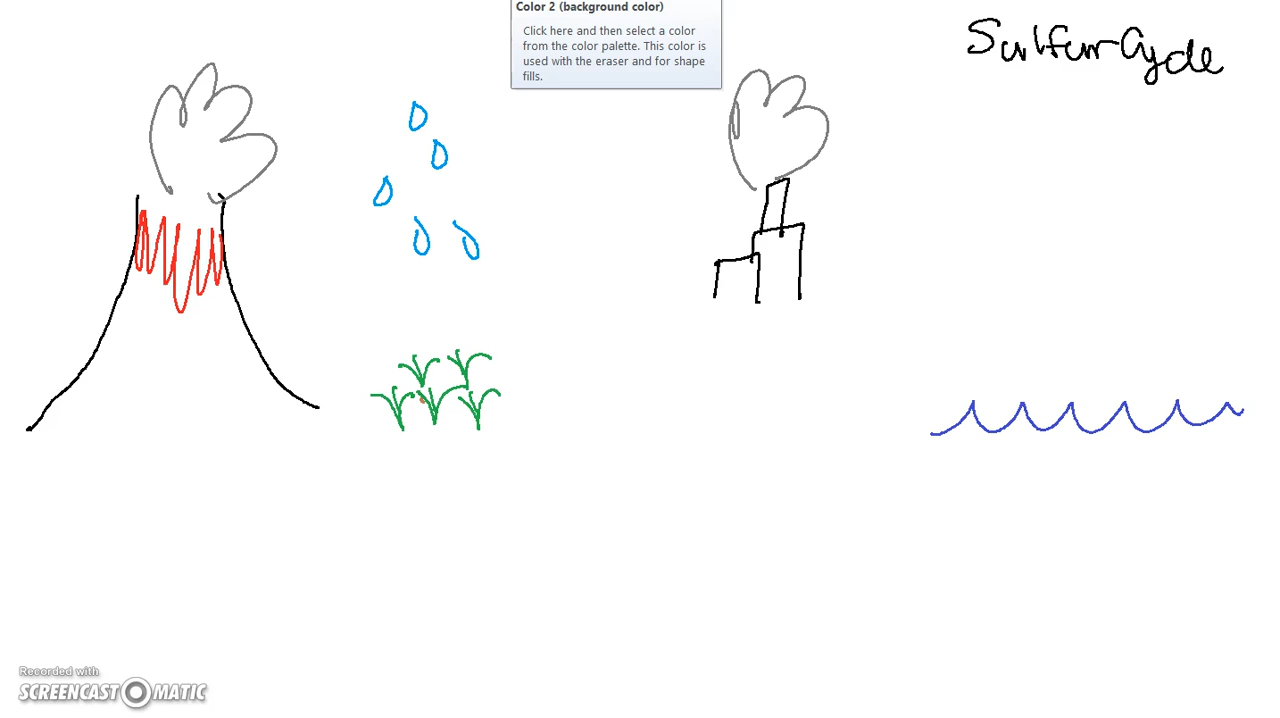 Color 2 (background color)
Click here and then select a color
from the color palette. This color is
used with the eraser and for shape
fills.
Sulfur Cycle
Recorded with
SCREENCAST-O-MATIC